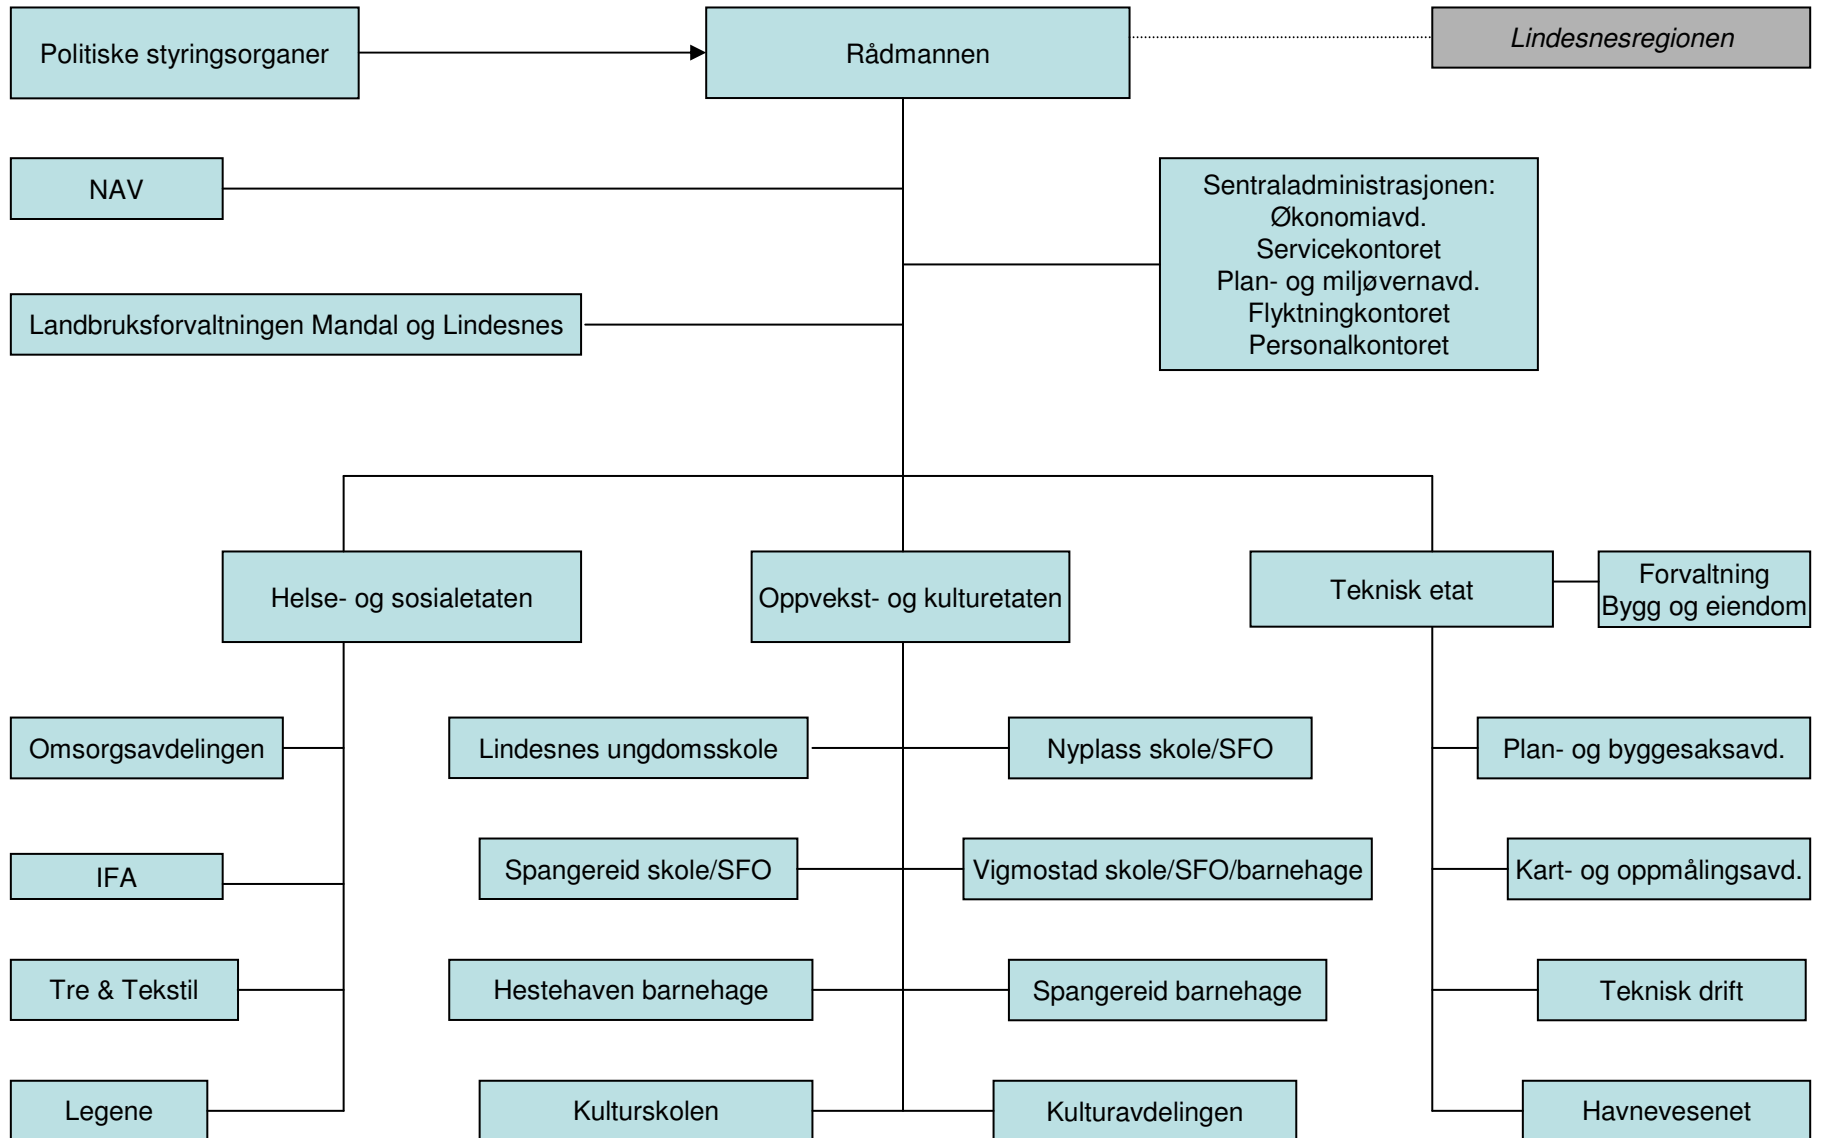 Politiske styringsorganer
Rådmannen
Lindesnesregionen
NAV
Sentraladministrasjonen:
Økonomiavd.
Servicekontoret
Plan- og miljøvernavd.
Flyktningkontoret
Personalkontoret
Landbruksforvaltningen Mandal og Lindesnes
Helse- og sosialetaten
Oppvekst- og kulturetaten
Teknisk etat
Forvaltning
Bygg og eiendom
Omsorgsavdelingen
Lindesnes ungdomsskole
Nyplass skole/SFO
Plan- og byggesaksavd.
IFA
Spangereid skole/SFO
Vigmostad skole/SFO/barnehage
Kart- og oppmålingsavd.
Tre & Tekstil
Hestehaven barnehage
Spangereid barnehage
Teknisk drift
Legene
Kulturskolen
Kulturavdelingen
Havnevesenet